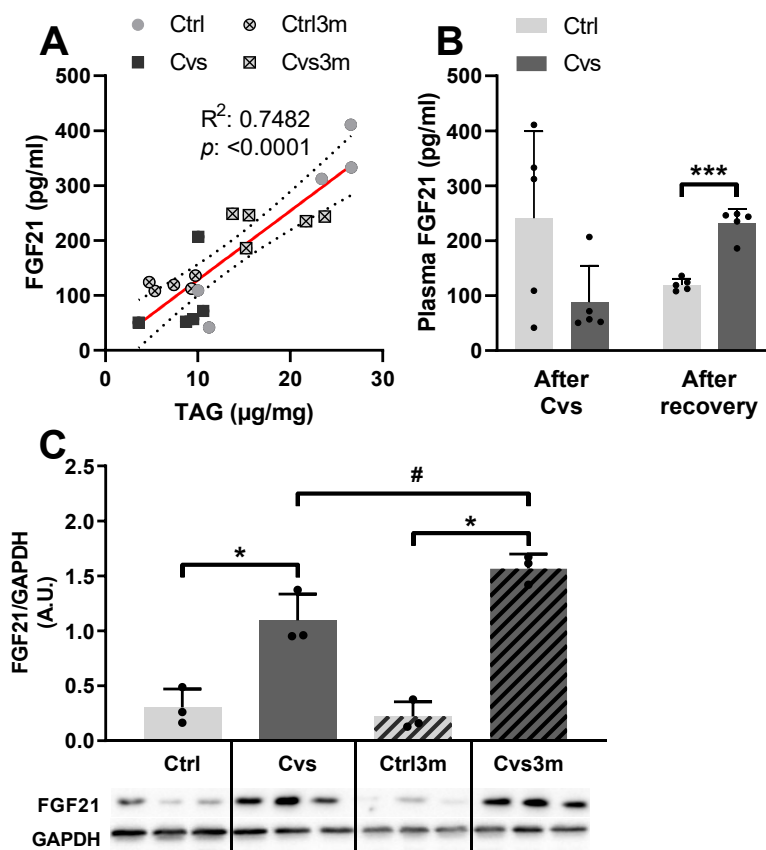 A
Ctrl
Ctrl3m
Cvs
Cvs3m
500
400
300
200
100
0
FGF21 (pg/ml)
R²: 0.7482
p: <0.0001
0
10
20
30
TAG (µg/mg)
B
Ctrl
Cvs
500
400
300
200
100
0
Plasma FGF21 (pg/ml)
***
After
Cvs
After
recovery
C
2.5
2.0
1.5
1.0
0.5
0.0
FGF21/GAPDH
(A.U.)
#
*
*
Ctrl
Cvs
Ctrl3m
Cvs3m
FGF21
GAPDH